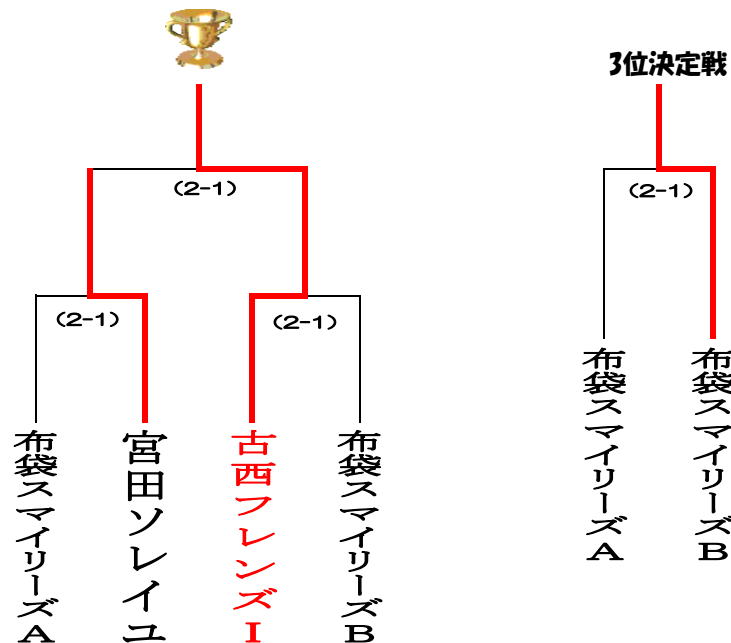 3位決定戦
(2-1)
(2-1)
(2-1)
(2-1)
布袋スマイリーズA
宮田ソレイユ
古西フレンズI
布袋スマイリーズB
布袋スマイリーズA
布袋スマイリーズB